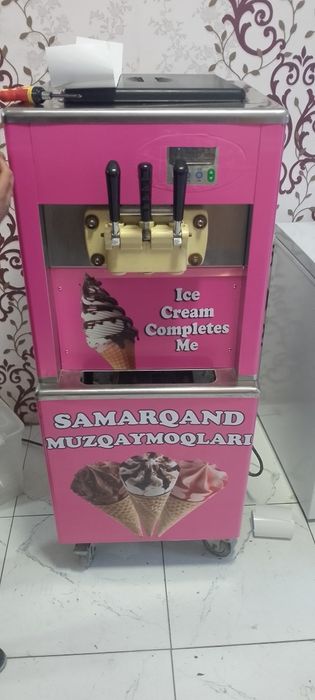 Ice
Cream
Completes
Me
SAMARQAND
MUZQAYMOQLARI